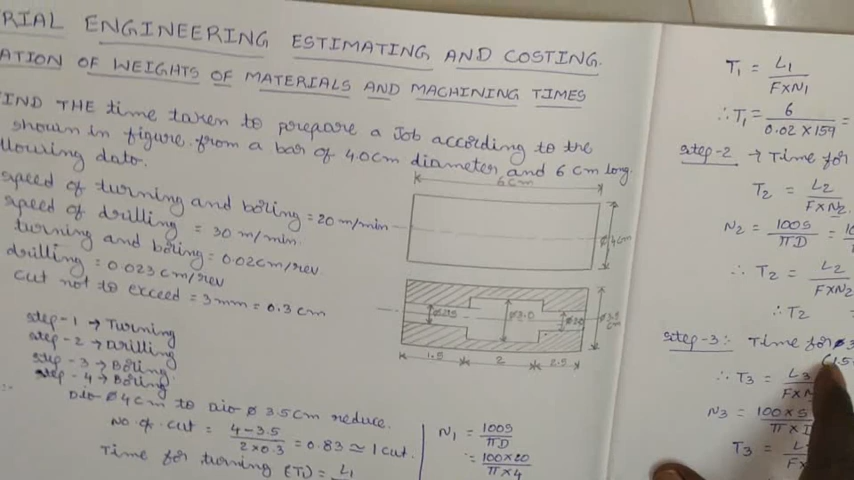 RIAL ENGINEERING ESTIMATING AND COSTING.
ATION OF WEIGHTS OF MATERIALS AND MACHINING TIMES
IND THE time taken to prepare a Job according to the
shown in figure. from a bar of 4.0cm diameter and 6 cm long.
llowing data.
speed of turning and boring = 20 m/min
speed of drilling = 30 m/min.
turning and boring = 0.02cm/rev
drilling = 0.023 cm/rev
cut not to exceed = 3mm = 0.3 cm
step-1 → Turning
step-2 → Drilling
step-3 → Boring
step-4 → Boring
Dia Ø 4cm to Dia Ø 3.5cm reduce.
No. of cut = 4-3.5 / 2×0.3 = 0.83 ≃ 1 cut.
Time for turning (T1) = L1
N1 = 100S / πD
= 100×20 / π×4
6cm
Ø 4cm
Ø3.0
Ø20
Ø3.5 cm
1.5 2 2.5
T1 = L1 / F×N1
∴ T1 = 6 / 0.02×159 =
step-2 → Time for
T2 = L2 / F×N2
N2 = 100S / πD =
∴ T2 = L2 / F×N2
∴ T2
step-3:- Time for
(1.5
∴ T3 = L3 / F×N
N3 = 100×S / π×
T3 = L / F×